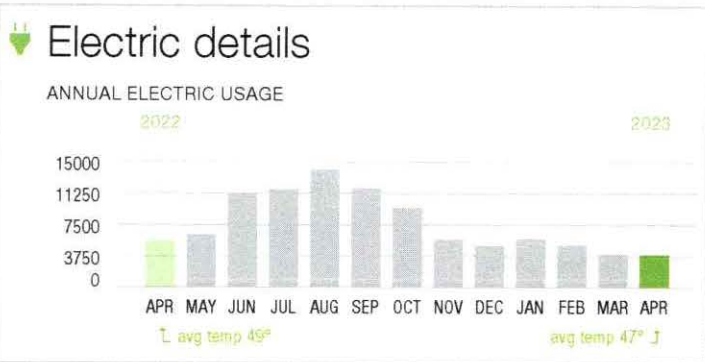 Electric details
ANNUAL ELECTRIC USAGE
2022 2023
15000
11250
7500
3750
0
APR MAY JUN JUL AUG SEP OCT NOV DEC JAN FEB MAR APR
avg temp 49° avg temp 47°